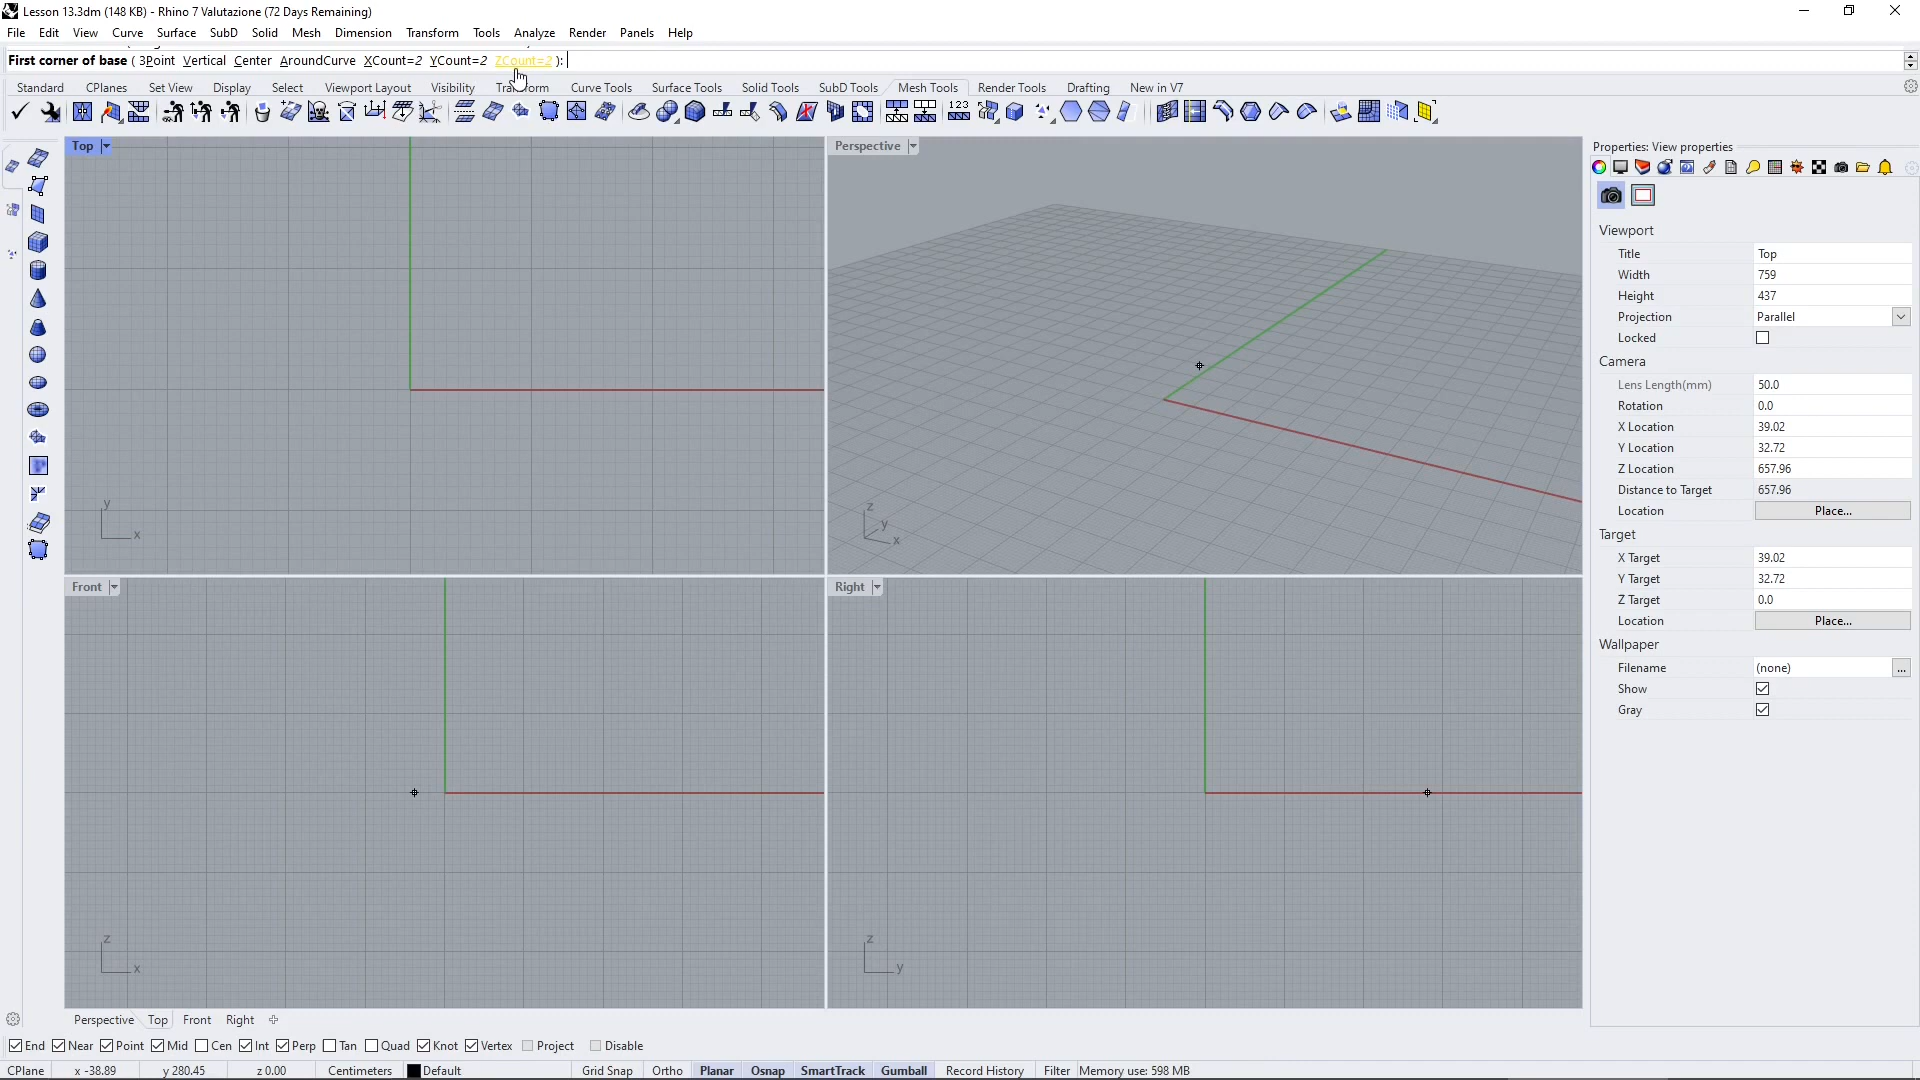 Lesson 13.3dm (148 KB) - Rhino 7 Valutazione (72 Days Remaining)
File Edit View Curve Surface SubD Solid Mesh Dimension Transform Tools Analyze Render Panels Help
First corner of base ( 3Point Vertical Center AroundCurve XCount=2 YCount=2 ZCount=2 ):
Standard CPlanes Set View Display Select Viewport Layout Visibility Transform Curve Tools Surface Tools Solid Tools SubD Tools Mesh Tools Render Tools Drafting New in V7
123
Top
Perspective
Properties: View properties
Viewport
Title Top
Width 759
Height 437
Projection Parallel
Locked
Camera
Lens Length(mm) 50.0
Rotation 0.0
X Location 39.02
Y Location 32.72
Z Location 657.96
Distance to Target 657.96
Location Place...
Target
X Target 39.02
Y Target 32.72
Z Target 0.0
Location Place...
Wallpaper
Filename (none) ...
Show
Gray
y
x
z
y
x
Front
Right
z
x
z
y
Perspective Top Front Right
End Near Point Mid Cen Int Perp Tan Quad Knot Vertex Project Disable
CPlane x -38.89 y 280.45 z 0.00 Centimeters Default Grid Snap Ortho Planar Osnap SmartTrack Gumball Record History Filter Memory use: 598 MB